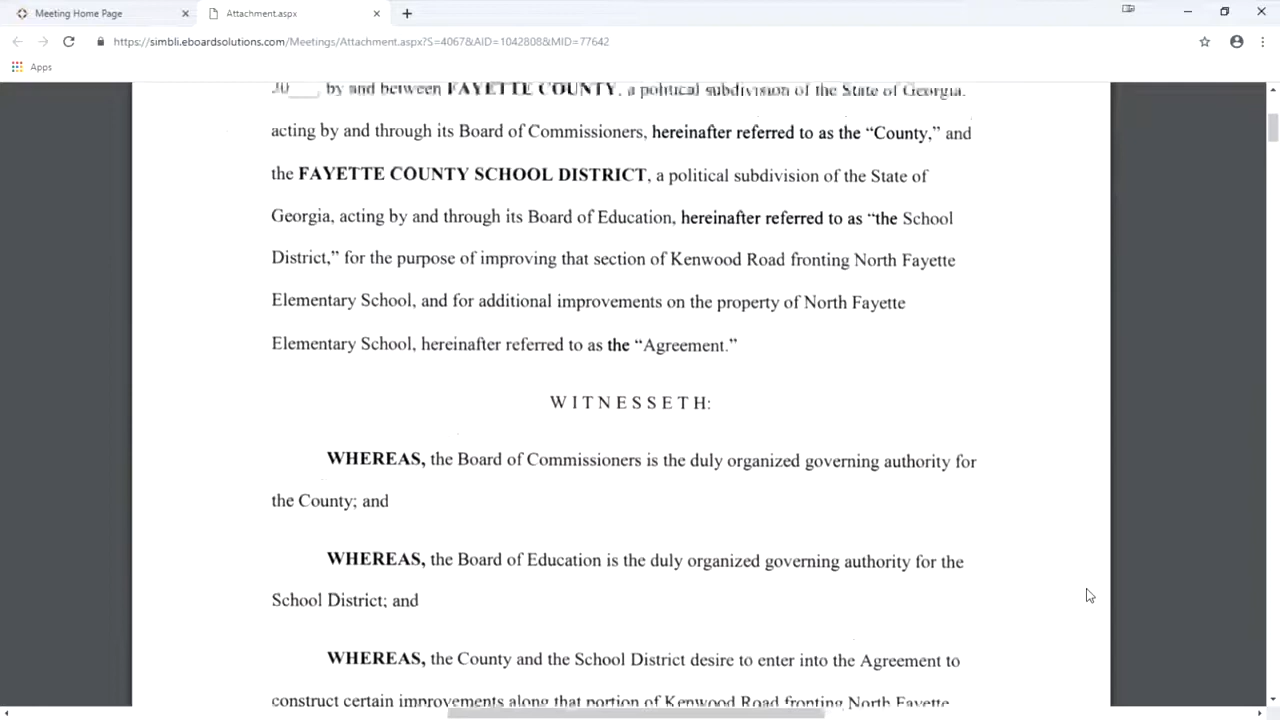 Meeting Home Page
Attachment.aspx
https://simbli.eboardsolutions.com/Meetings/Attachment.aspx?S=4067&AID=1042808&MID=77642
Apps
by and between FAYETTE COUNTY, a political subdivision of the State of Georgia,
acting by and through its Board of Commissioners, hereinafter referred to as the “County,” and
the FAYETTE COUNTY SCHOOL DISTRICT, a political subdivision of the State of
Georgia, acting by and through its Board of Education, hereinafter referred to as “the School
District,” for the purpose of improving that section of Kenwood Road fronting North Fayette
Elementary School, and for additional improvements on the property of North Fayette
Elementary School, hereinafter referred to as the “Agreement.”
W I T N E S S E T H:
WHEREAS, the Board of Commissioners is the duly organized governing authority for
the County; and
WHEREAS, the Board of Education is the duly organized governing authority for the
School District; and
WHEREAS, the County and the School District desire to enter into the Agreement to
construct certain improvements along that portion of Kenwood Road fronting North Fayette